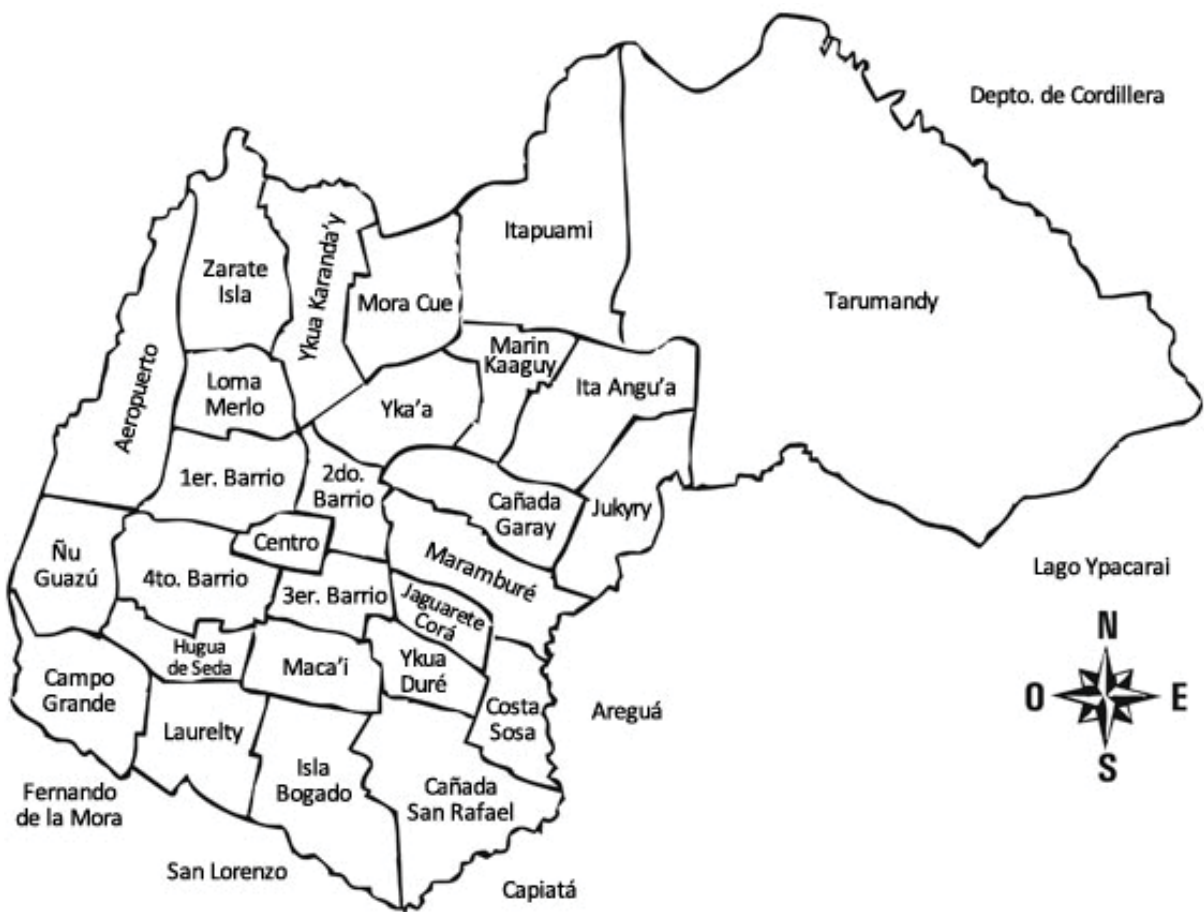 Depto. de Cordillera
Itapuami
Ykua Karanda'y
Zarate
Isla
Mora Cue
Tarumandy
Aeropuerto
Marin
Kaaguy
Loma
Merlo
Ita Angu'a
Yka'a
1er. Barrio
2do.
Barrio
Cañada
Garay
Jukyry
Centro
Ñu
Guazú
4to. Barrio
Maramburé
Lago Ypacarai
3er. Barrio
Jaguarete
Corá
Hugua
de Seda
Maca'i
Ykua
Duré
Campo
Grande
Costa
Sosa
Areguá
Laurelty
Isla
Bogado
Cañada
San Rafael
Fernando
de la Mora
San Lorenzo
Capiatá
N
O
E
S